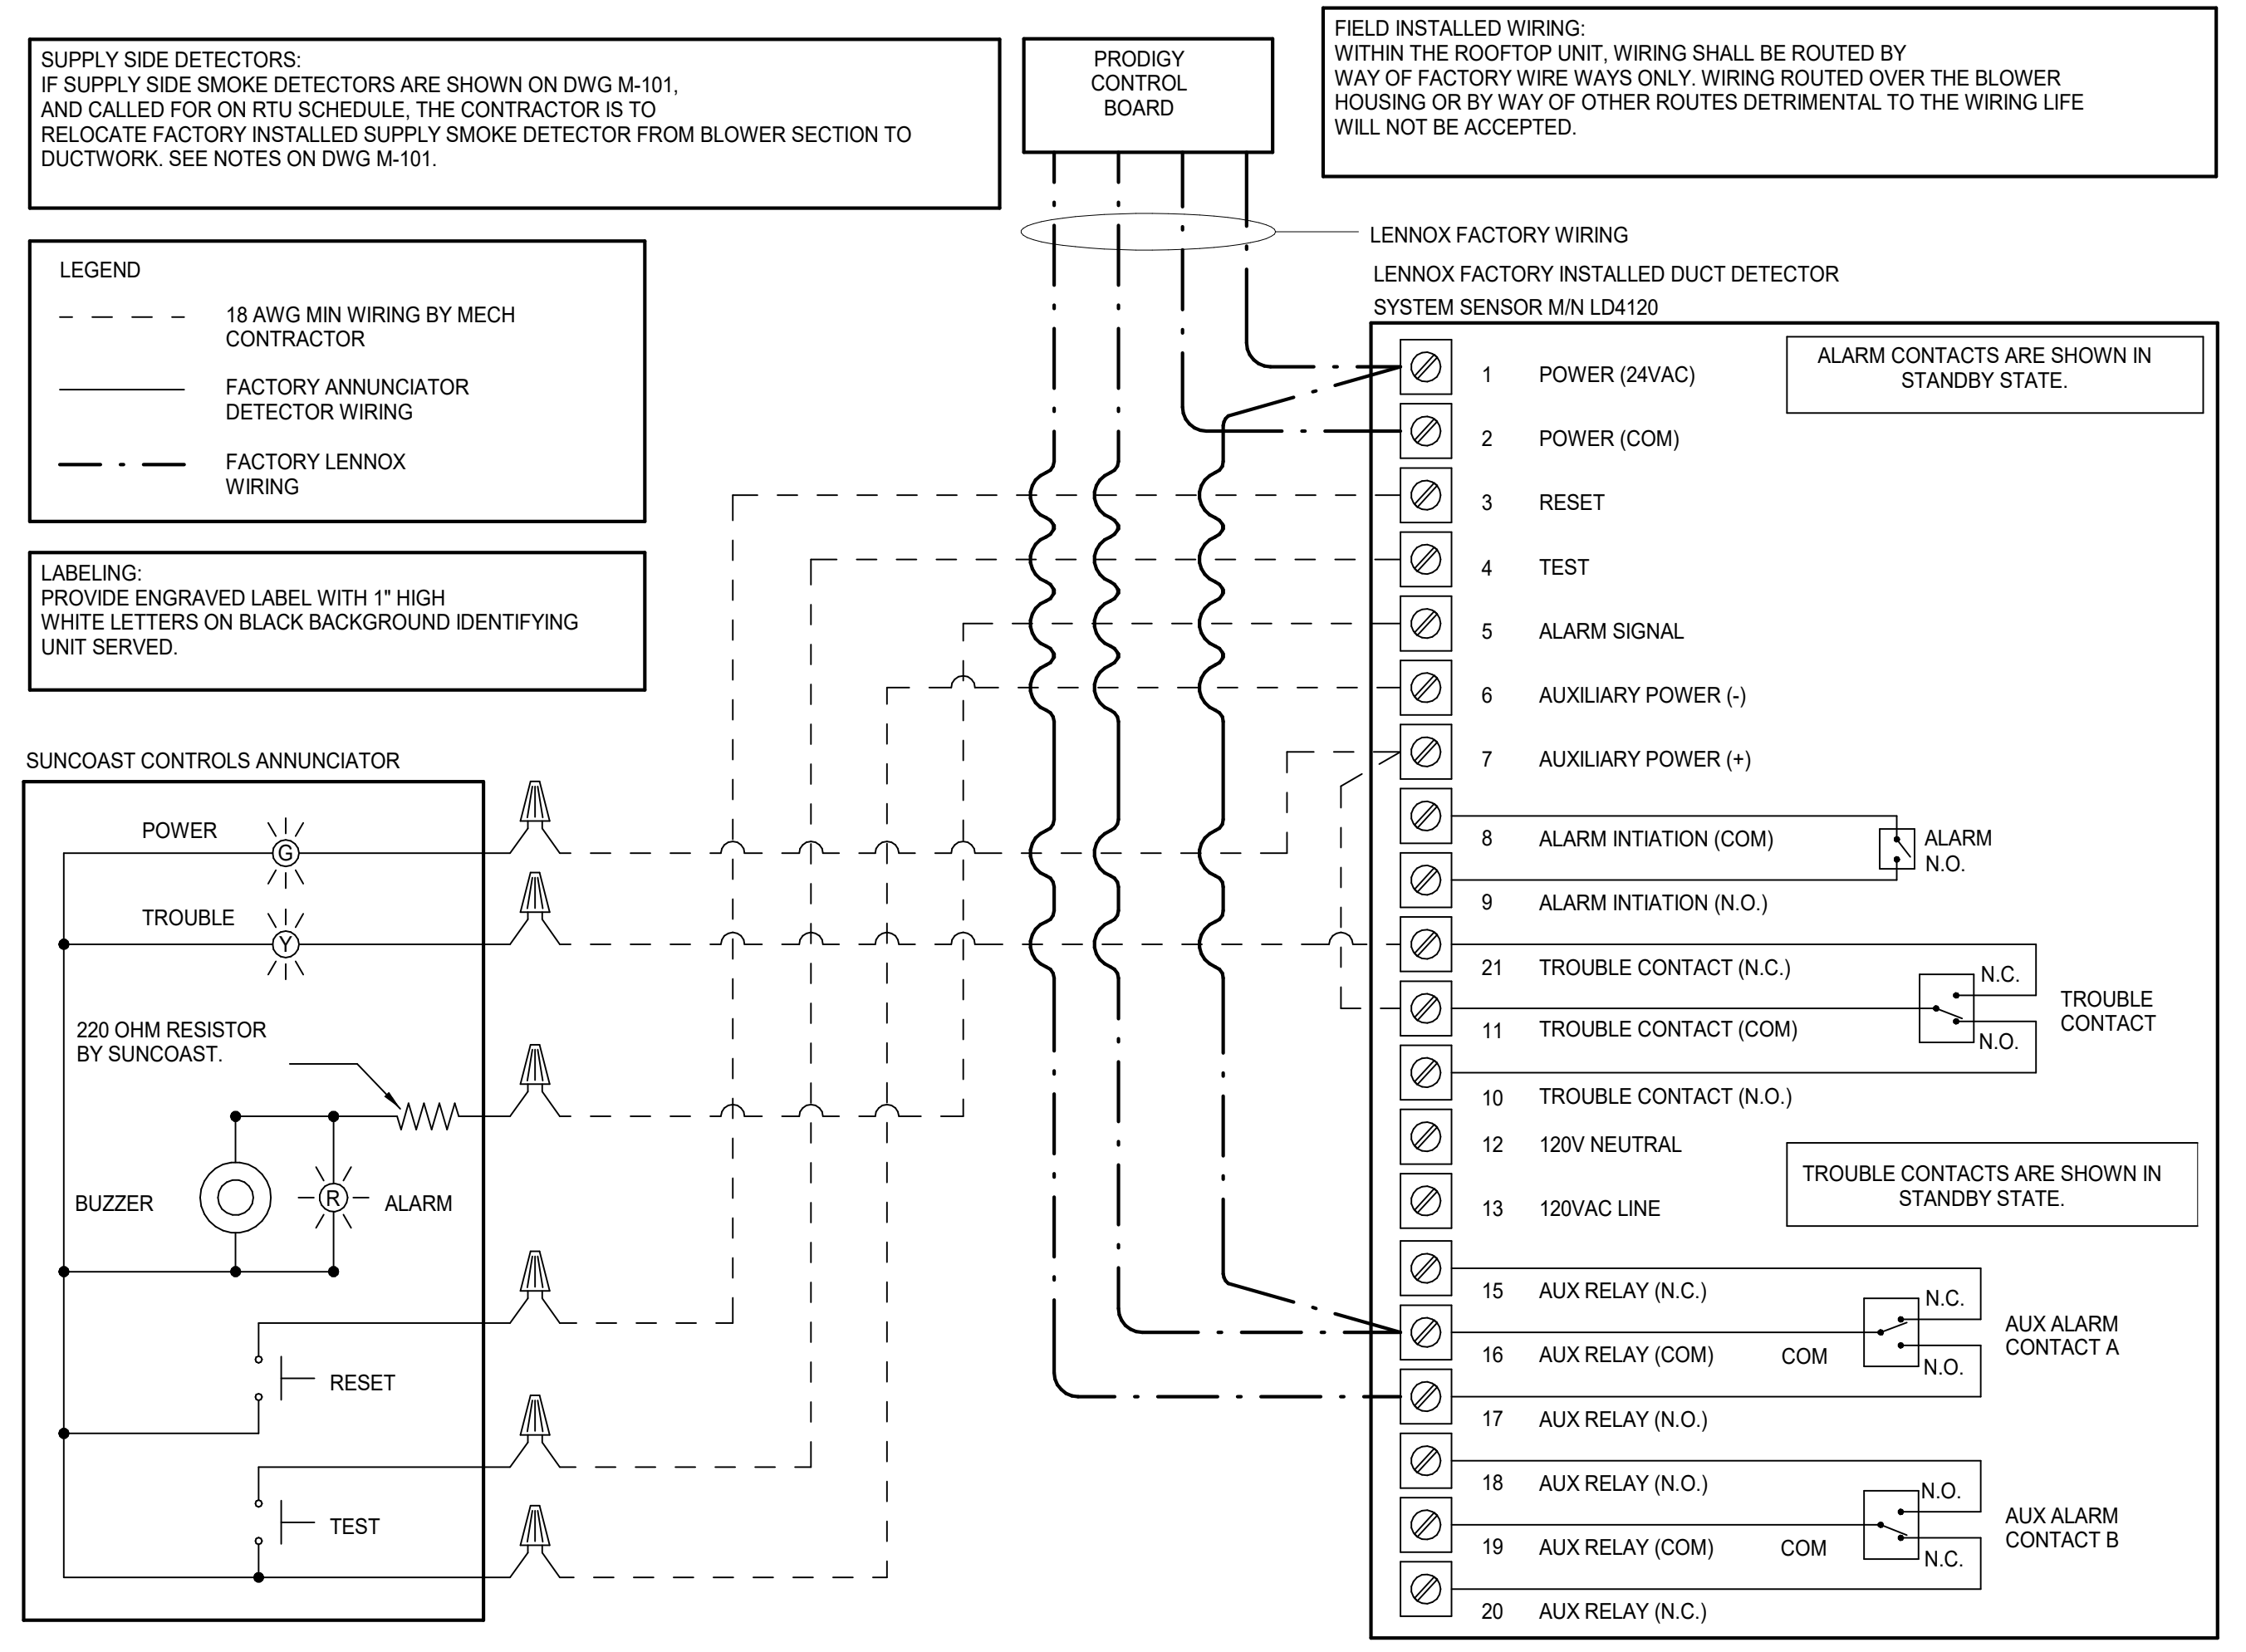 SUPPLY SIDE DETECTORS:
IF SUPPLY SIDE SMOKE DETECTORS ARE SHOWN ON DWG M-101,
AND CALLED FOR ON RTU SCHEDULE, THE CONTRACTOR IS TO
RELOCATE FACTORY INSTALLED SUPPLY SMOKE DETECTOR FROM BLOWER SECTION TO
DUCTWORK. SEE NOTES ON DWG M-101.
PRODIGY
CONTROL
BOARD
FIELD INSTALLED WIRING:
WITHIN THE ROOFTOP UNIT, WIRING SHALL BE ROUTED BY
WAY OF FACTORY WIRE WAYS ONLY. WIRING ROUTED OVER THE BLOWER
HOUSING OR BY WAY OF OTHER ROUTES DETRIMENTAL TO THE WIRING LIFE
WILL NOT BE ACCEPTED.
LEGEND
18 AWG MIN WIRING BY MECH
CONTRACTOR
FACTORY ANNUNCIATOR
DETECTOR WIRING
FACTORY LENNOX
WIRING
LABELING:
PROVIDE ENGRAVED LABEL WITH 1" HIGH
WHITE LETTERS ON BLACK BACKGROUND IDENTIFYING
UNIT SERVED.
LENNOX FACTORY WIRING
LENNOX FACTORY INSTALLED DUCT DETECTOR
SYSTEM SENSOR M/N LD4120
ALARM CONTACTS ARE SHOWN IN
STANDBY STATE.
1 POWER (24VAC)
2 POWER (COM)
3 RESET
4 TEST
5 ALARM SIGNAL
6 AUXILIARY POWER (-)
7 AUXILIARY POWER (+)
8 ALARM INTIATION (COM)
ALARM
N.O.
9 ALARM INTIATION (N.O.)
21 TROUBLE CONTACT (N.C.)
N.C.
11 TROUBLE CONTACT (COM)
N.O.
TROUBLE
CONTACT
10 TROUBLE CONTACT (N.O.)
12 120V NEUTRAL
13 120VAC LINE
TROUBLE CONTACTS ARE SHOWN IN
STANDBY STATE.
15 AUX RELAY (N.C.)
N.C.
16 AUX RELAY (COM) COM
N.O.
AUX ALARM
CONTACT A
17 AUX RELAY (N.O.)
18 AUX RELAY (N.O.)
N.O.
19 AUX RELAY (COM) COM
N.C.
AUX ALARM
CONTACT B
20 AUX RELAY (N.C.)
SUNCOAST CONTROLS ANNUNCIATOR
POWER
G
TROUBLE
Y
220 OHM RESISTOR
BY SUNCOAST.
BUZZER
R
ALARM
RESET
TEST